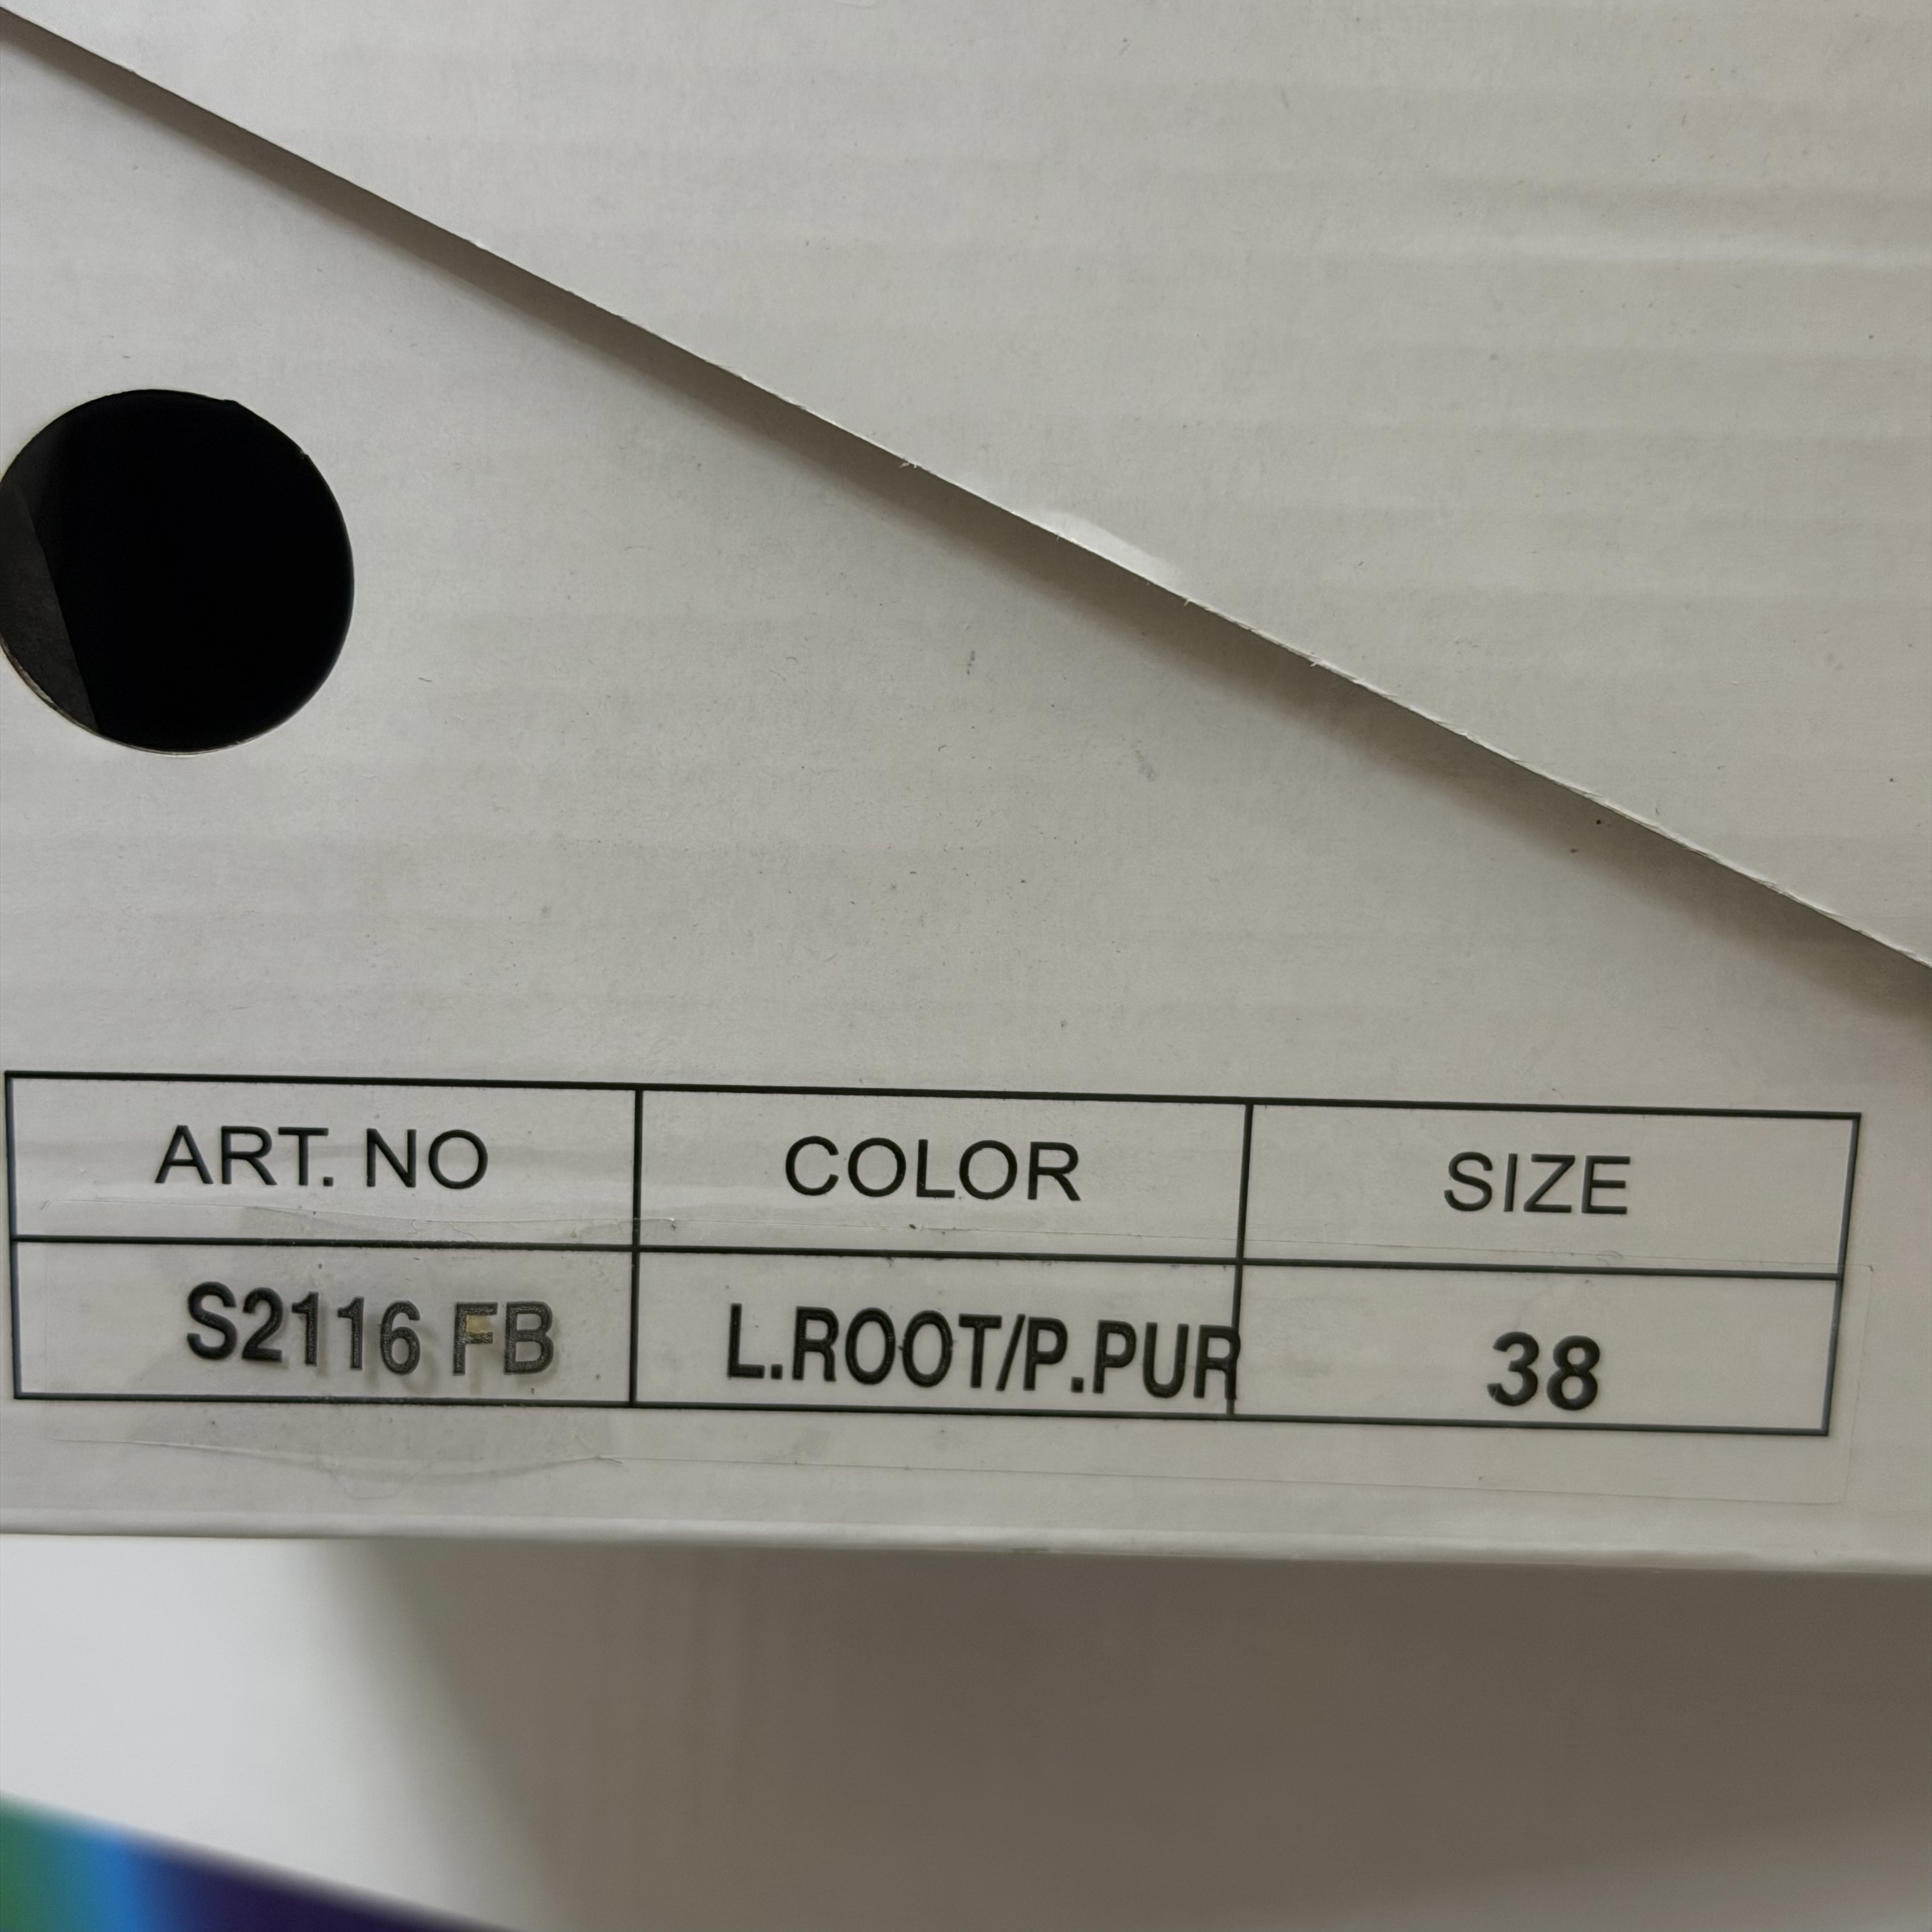 ART. NO COLOR SIZE
S2116 FB L.ROOT/P.PUR 38